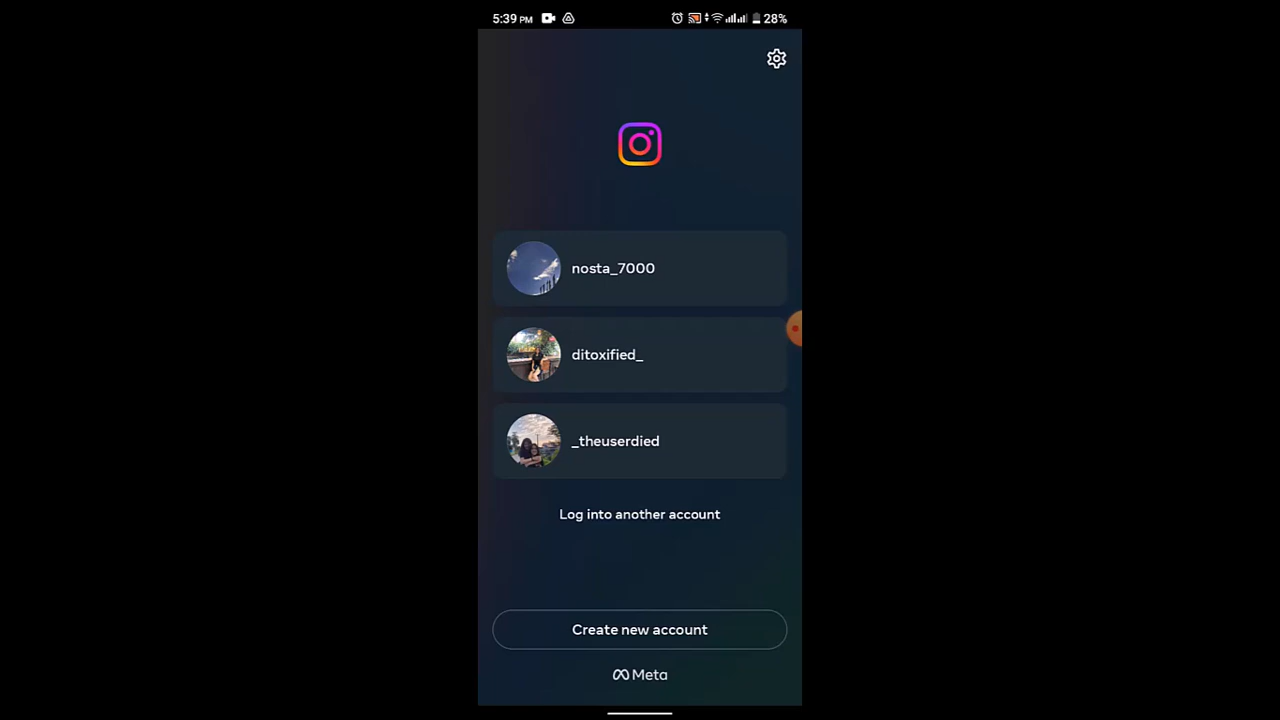 5:39 PM 28%
nosta_7000
ditoxified_
_theuserdied
Log into another account
Create new account
Meta